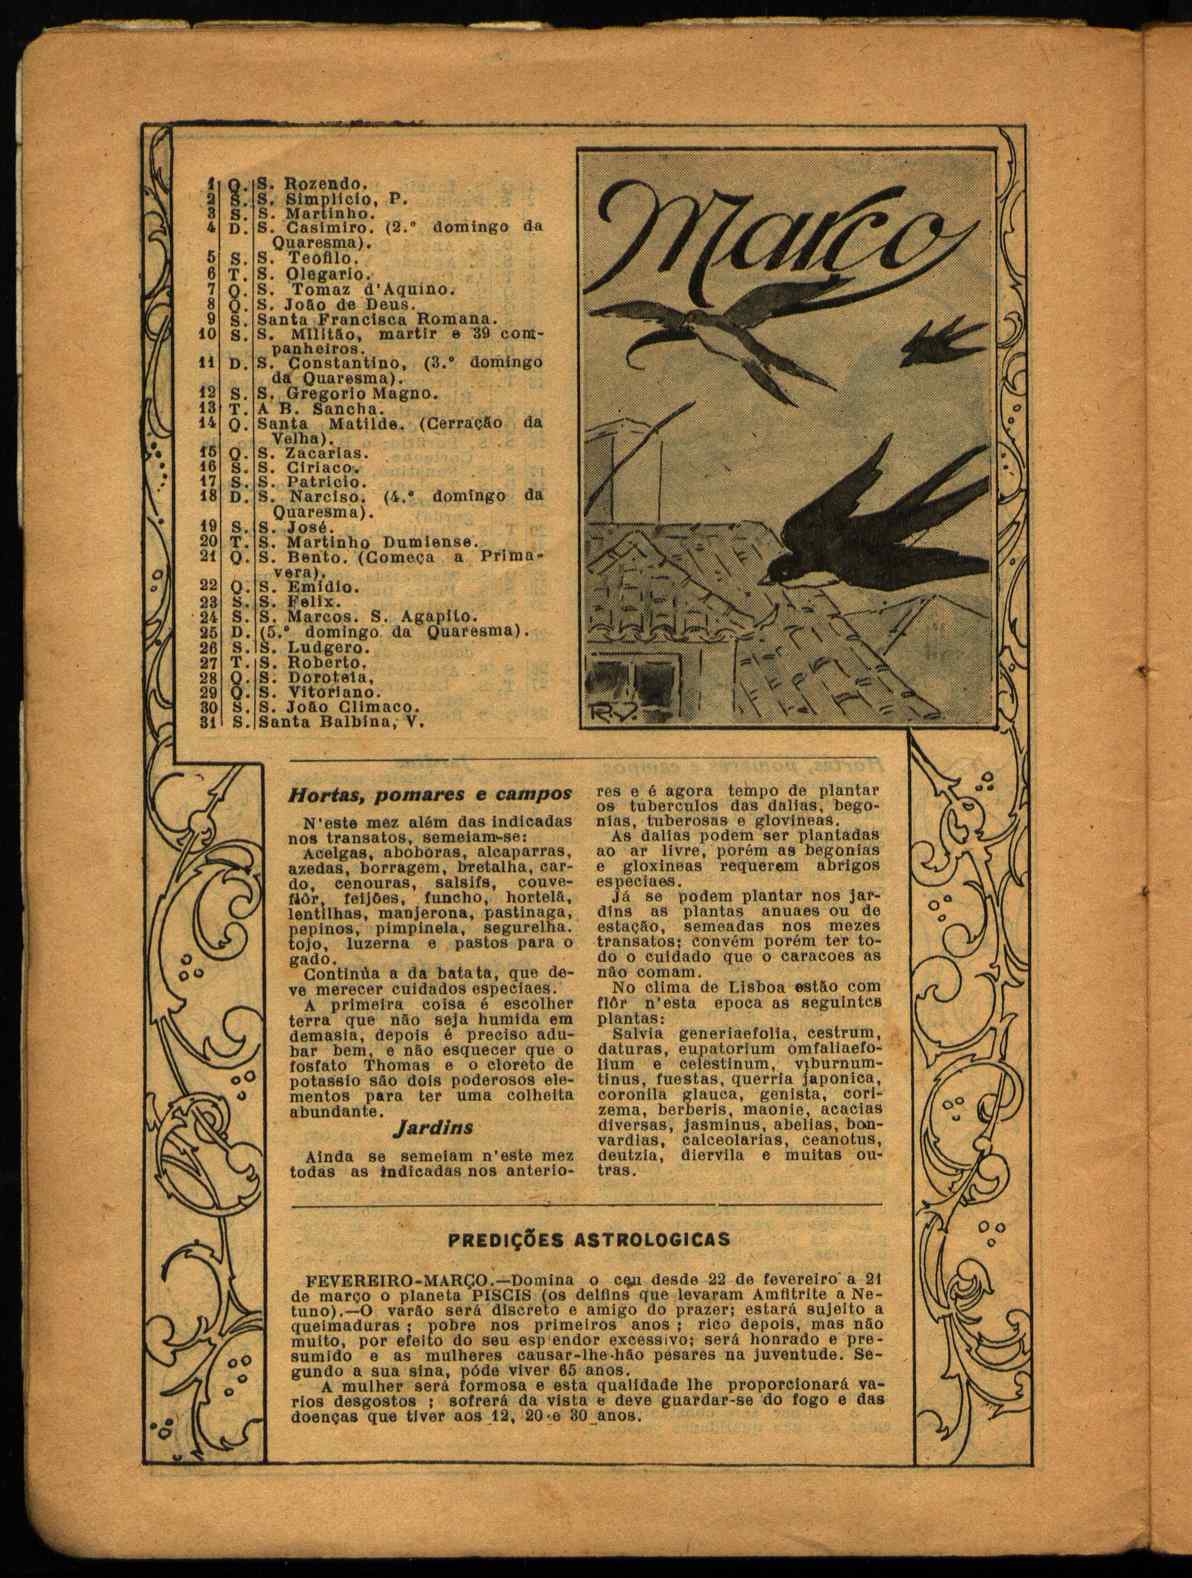 1 Q. S. Rozendo.
2 S. S. Simplicio, P.
3 S. S. Martinho.
4 D. S. Casimiro. (2.º domingo da
Quaresma).
5 S. S. Teófilo.
6 T. S. Olegario.
7 Q. S. Tomaz d'Aquino.
8 Q. S. João de Deus.
9 S. Santa Francisca Romana.
10 S. S. Militão, martir e 39 com-
panheiros.
11 D. S. Constantino, (3.º domingo
da Quaresma).
12 S. S. Gregorio Magno.
13 T. A B. Sancha.
14 Q. Santa Matilde. (Cerração da
Velha).
15 Q. S. Zacarias.
16 S. S. Ciriaco.
17 S. S. Patricio.
18 D. S. Narciso. (4.º domingo da
Quaresma).
19 S. S. José.
20 T. S. Martinho Dumiense.
21 Q. S. Bento. (Começa a Prima-
vera).
22 Q. S. Emidio.
23 S. S. Felix.
24 S. S. Marcos. S. Agapito.
25 D. (5.º domingo da Quaresma).
26 S. S. Ludgero.
27 T. S. Roberto.
28 Q. S. Doroteia,
29 Q. S. Vitoriano.
30 S. S. João Climaco.
31 S. Santa Balbina, V.
Março
R.V.
Hortas, pomares e campos
N'este mez além das indicadas
nos transatos, semeiam-se:
Acelgas, abóboras, alcaparras,
azedas, borragem, bretalha, car-
do, cenouras, salsifs, couve-
flôr, feijões, funcho, hortelã,
lentilhas, manjerona, pastinaga,
pepinos, pimpinela, segurelha.
tojo, luzerna e pastos para o
gado.
Continúa a da batata, que de-
ve merecer cuidados especiaes.
A primeira coisa é escolher
terra que não seja humida em
demasia, depois é preciso adu-
bar bem, e não esquecer que o
fosfato Thomas e o cloreto de
potassio são dois poderosos ele-
mentos para ter uma colheita
abundante.
Jardins
Ainda se semeiam n'este mez
todas as indicadas nos anterio-
res e é agora tempo de plantar
os tuberculos das dalias, bego-
nias, tuberosas e glovineas.
As dalias podem ser plantadas
ao ar livre, porém as begonias
e gloxineas requerem abrigos
especiaes.
Já se podem plantar nos jar-
dins as plantas anuaes ou de
estação, semeadas nos mezes
transatos; convém porém ter to-
do o cuidado que o caracoes as
não comam.
No clima de Lisboa estão com
flôr n'esta epoca as seguintes
plantas:
Salvia generiaefolia, cestrum,
daturas, eupatorium omfaliaefo-
lium e celestinum, viburnum-
tinus, fuestas, querria japonica,
coronila glauca, genista, cori-
zema, berberis, maonie, acacias
diversas, jasminus, abelias, bon-
vardias, calceolarias, ceanotus,
deutzia, diervila e muitas ou-
tras.
PREDIÇÕES ASTROLOGICAS
FEVEREIRO-MARÇO.—Domina o ceu desde 22 de fevereiro a 21
de março o planeta PISCIS (os delfins que levaram Amfitrite a Ne-
tuno).—O varão será discreto e amigo do prazer; estará sujeito a
queimaduras ; pobre nos primeiros anos ; rico depois, mas não
muito, por efeito do seu esplendor excessivo; será honrado e pre-
sumido e as mulheres causar-lhe-hão pesares na juventude. Se-
gundo a sua sina, póde viver 65 anos.
A mulher será formosa e esta qualidade lhe proporcionará va-
rios desgostos ; sofrerá da vista e deve guardar-se do fogo e das
doenças que tiver aos 12, 20 e 30 anos.